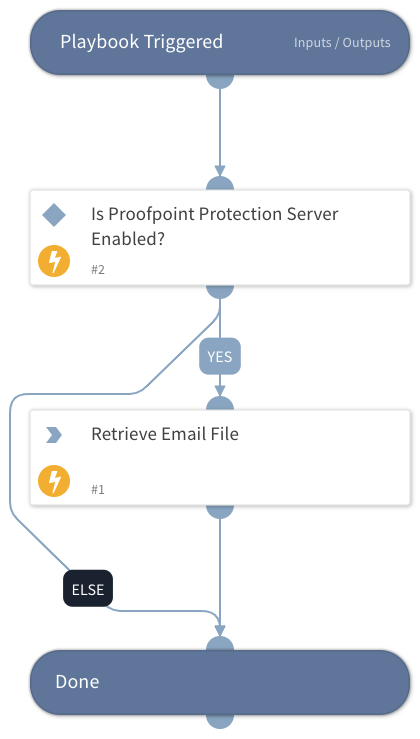 Playbook Triggered
Inputs / Outputs
Is Proofpoint Protection Server
Enabled?
#2
YES
Retrieve Email File
#1
ELSE
Done